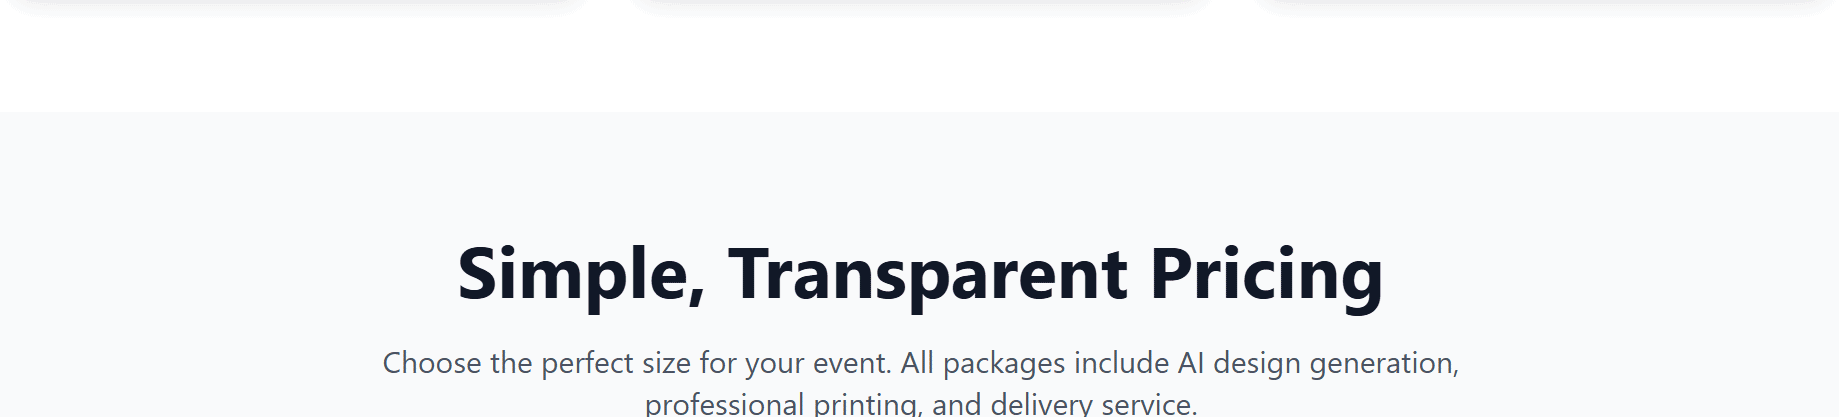 Simple, Transparent Pricing
Choose the perfect size for your event. All packages include AI design generation,
professional printing, and delivery service.